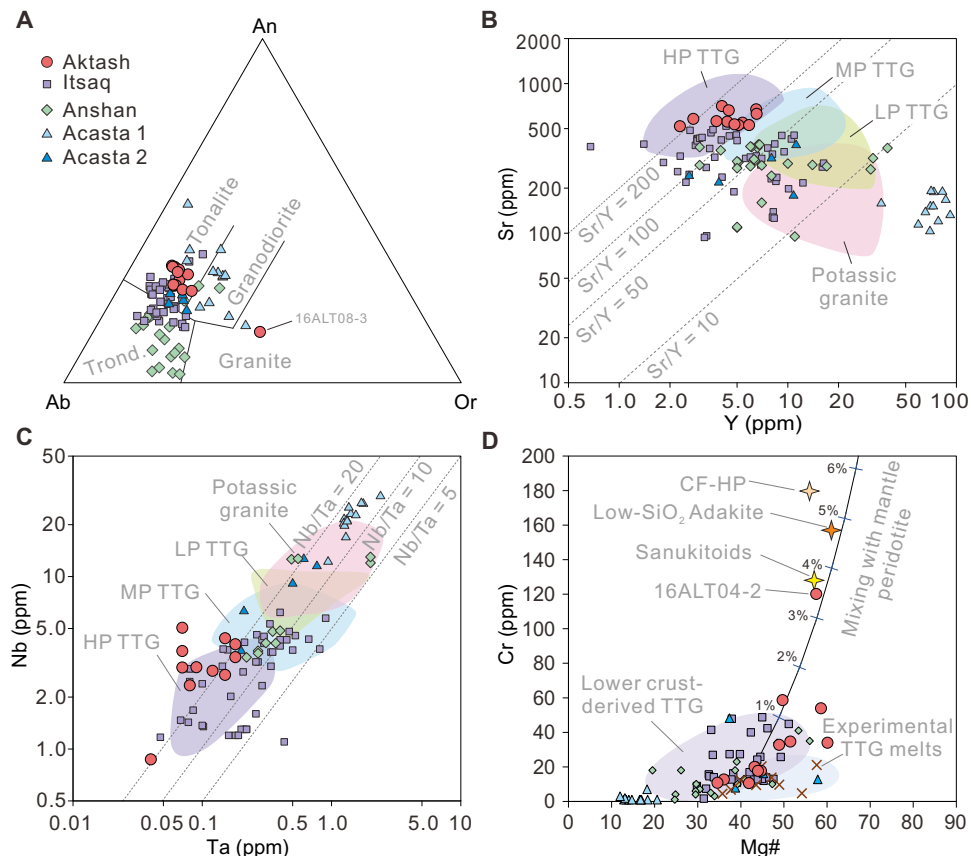 A
An
Aktash
Itsaq
Anshan
Acasta 1
Acasta 2
Tonalite
Granodiorite
16ALT08-3
Trond.
Granite
Ab
Or
B
2000
1000
500
200
100
50
20
10
Sr (ppm)
HP TTG
MP TTG
LP TTG
Sr/Y = 200
Sr/Y = 100
Sr/Y = 50
Sr/Y = 10
Potassic
granite
0.5
1.0
2.0
5.0
10
20
50
100
Y (ppm)
C
50
20
10
5.0
2.0
1.0
0.5
Nb (ppm)
Potassic
granite
LP TTG
MP TTG
HP TTG
Nb/Ta = 20
Nb/Ta = 10
Nb/Ta = 5
0.01
0.05
0.1
0.5
1.0
5.0
10
Ta (ppm)
D
200
180
160
140
120
100
80
60
40
20
0
Cr (ppm)
CF-HP
Low-SiO2 Adakite
Sanukitoids
16ALT04-2
6%
5%
4%
3%
2%
1%
Mixing with mantle
peridotite
Lower crust-
derived TTG
Experimental
TTG melts
0
10
20
30
40
50
60
70
80
90
Mg#